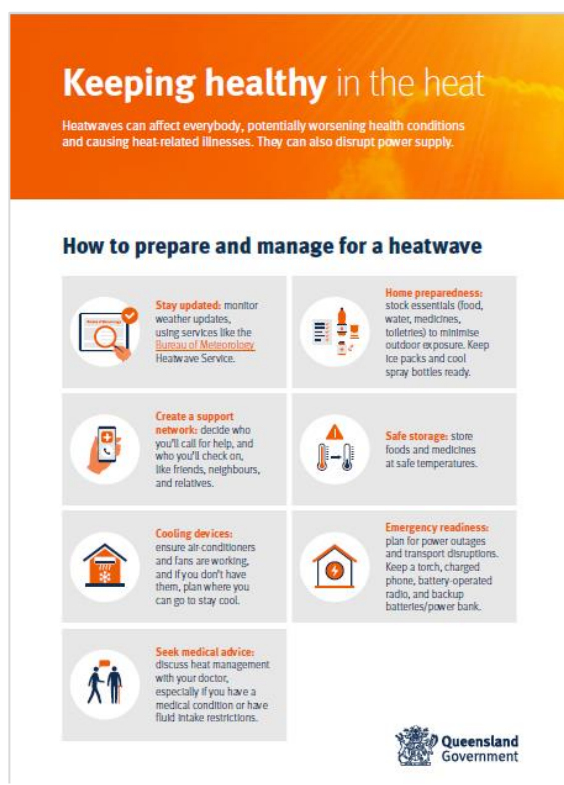 Keeping healthy in the heat
Heatwaves can affect everybody, potentially worsening health conditions
and causing heat-related illnesses. They can also disrupt power supply.
How to prepare and manage for a heatwave
Stay updated: monitor
weather updates,
using services like the
Bureau of Meteorology
Heatwave Service.
Home preparedness:
stock essentials (food,
water, medicines,
toiletries) to minimise
outdoor exposure. Keep
ice packs and cool
spray bottles ready.
Create a support
network: decide who
you'll call for help, and
who you'll check on,
like friends, neighbours,
and relatives.
Safe storage: store
foods and medicines
at safe temperatures.
Cooling devices:
ensure air-conditioners
and fans are working,
and if you don't have
them, plan where you
can go to stay cool.
Emergency readiness:
plan for power outages
and transport disruptions.
Keep a torch, charged
phone, battery-operated
radio, and backup
batteries/power bank.
Seek medical advice:
discuss heat management
with your doctor,
especially if you have a
medical condition or have
fluid intake restrictions.
Queensland
Government